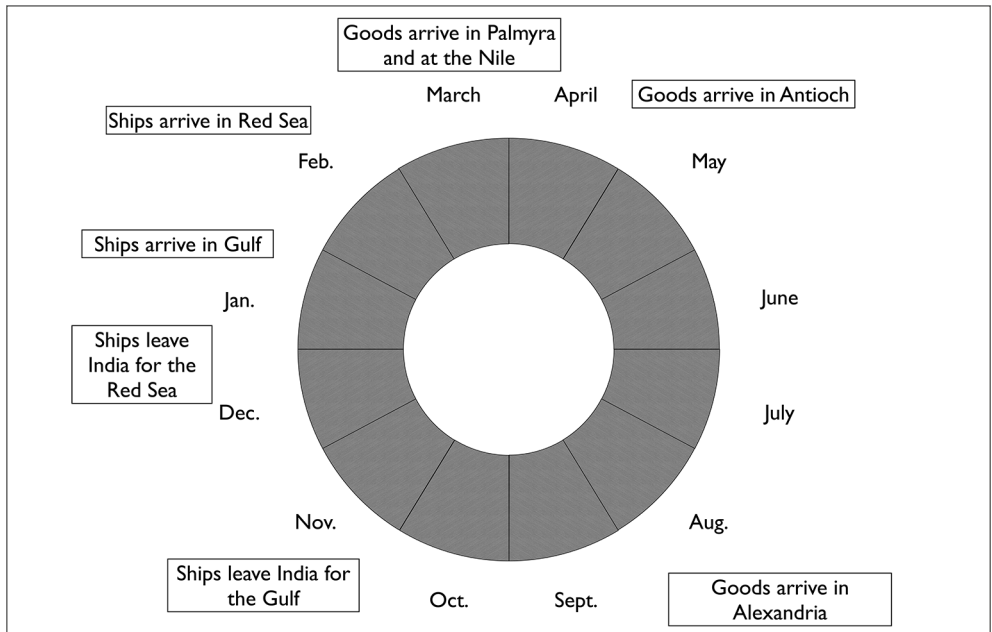 Goods arrive in Palmyra
and at the Nile
March
April
Goods arrive in Antioch
Ships arrive in Red Sea
Feb.
May
Ships arrive in Gulf
Jan.
June
Ships leave
India for the
Red Sea
Dec.
July
Nov.
Aug.
Ships leave India for
the Gulf
Oct.
Sept.
Goods arrive in
Alexandria